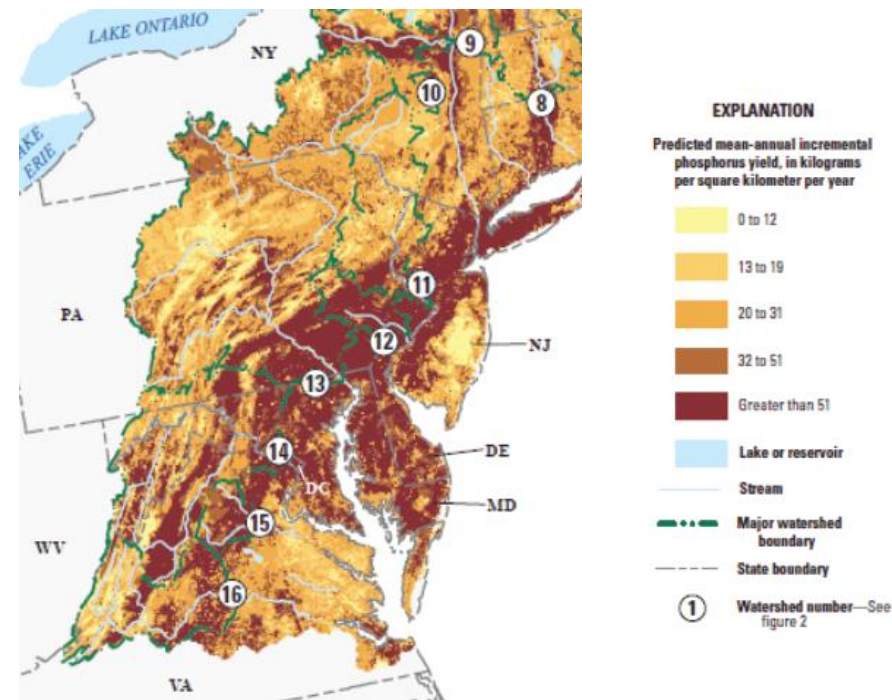 LAKE ONTARIO
NY
9
10
8
LAKE
ERIE
11
PA
12
NJ
13
14
DE
DC
MD
15
WV
16
VA
EXPLANATION
Predicted mean-annual incremental
phosphorus yield, in kilograms
per square kilometer per year
0 to 12
13 to 19
20 to 31
32 to 51
Greater than 51
Lake or reservoir
Stream
Major watershed
boundary
State boundary
1 Watershed number—See
figure 2